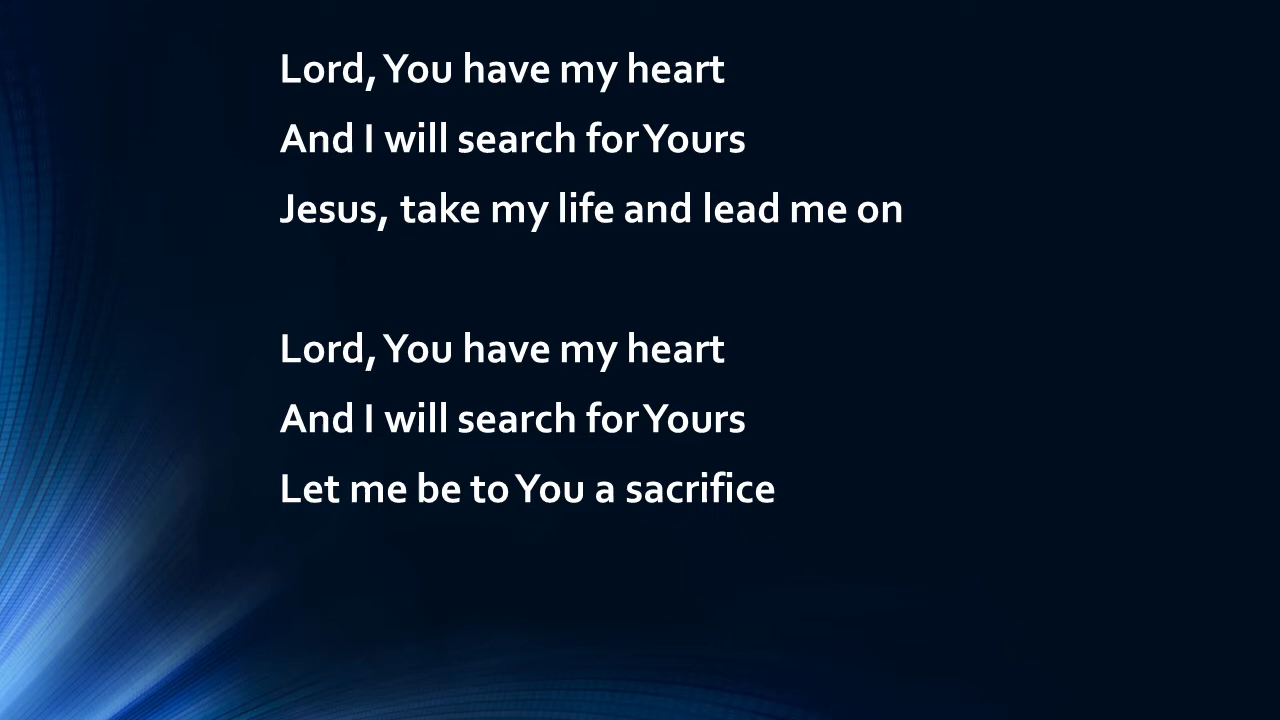 Lord, You have my heart
And I will search for Yours
Jesus, take my life and lead me on
Lord, You have my heart
And I will search for Yours
Let me be to You a sacrifice